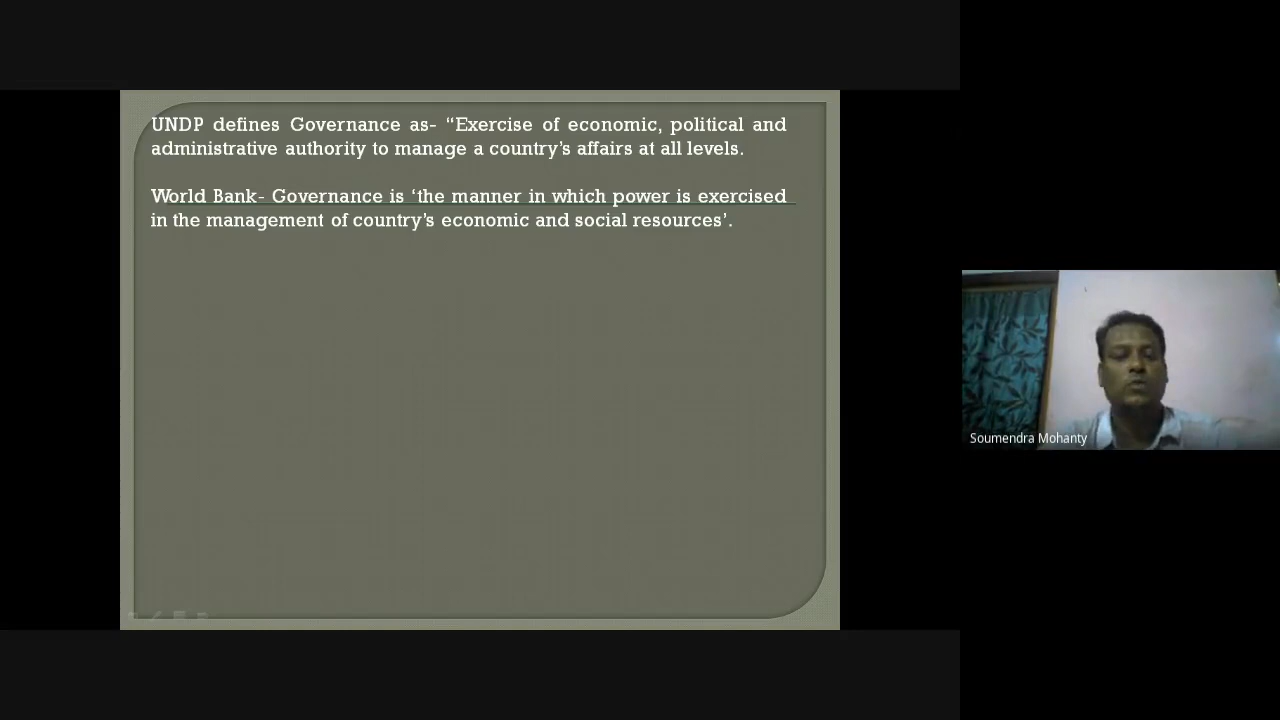 UNDP defines Governance as- “Exercise of economic, political and
administrative authority to manage a country’s affairs at all levels.
World Bank- Governance is ‘the manner in which power is exercised
in the management of country’s economic and social resources’.
Soumendra Mohanty